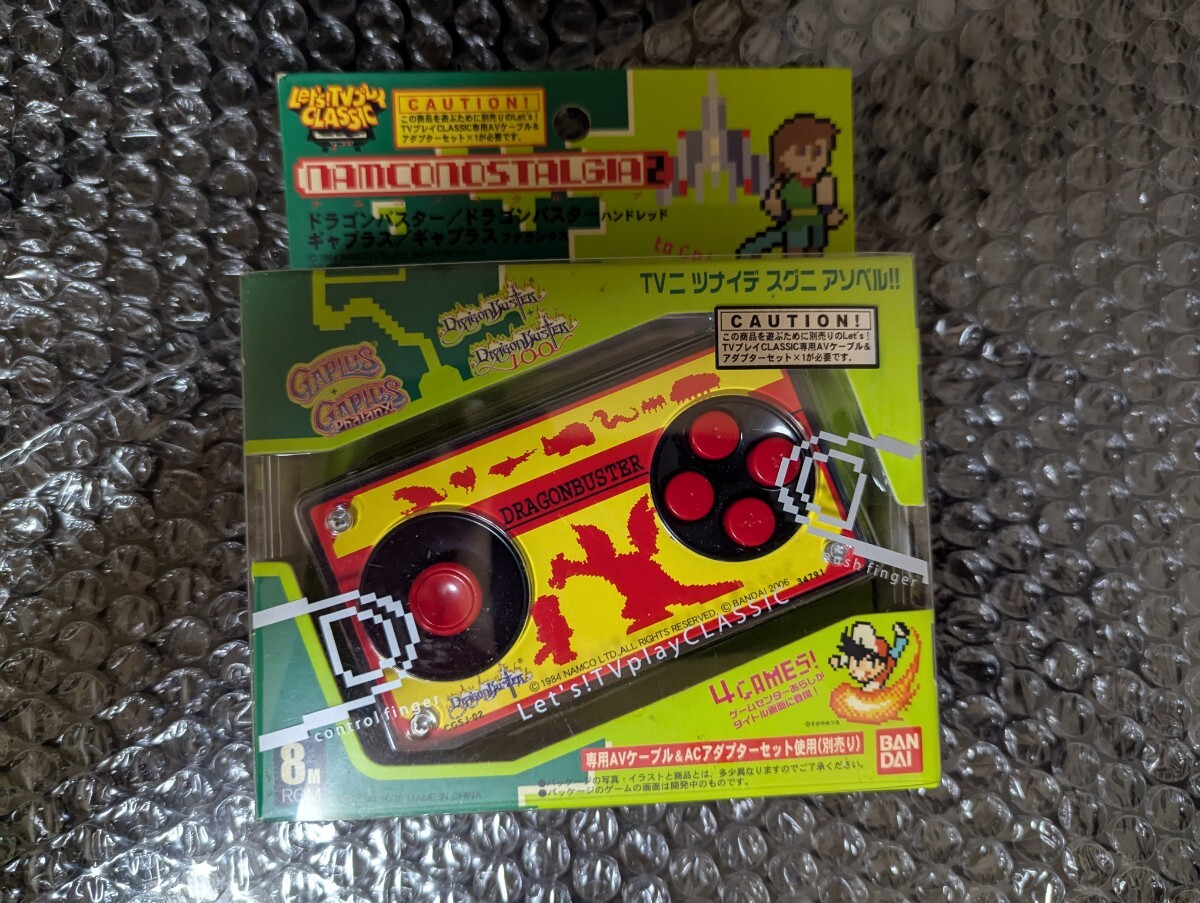 Let's!TVプレイ
CLASSIC
CAUTION!
この商品を遊ぶために別売りのLet's!
TVプレイCLASSIC専用AVケーブル&
アダプターセット×1が必要です。
NAMCONOSTALGIA2
ドラゴンバスター/ドラゴンバスターハンドレッド
ギャプラス/ギャプラスファランクス
TVニ ツナイデ スグニ アソベル!!
CAUTION!
この商品を遊ぶために別売りのLet's!
TVプレイCLASSIC専用AVケーブル&
アダプターセット×1が必要です。
DRAGONBUSTER
+
DRAGONBUSTER
100
GAPLUS
+
GAPLUS
Phalanx
DRAGONBUSTER
push finger
34791
©1984 NAMCO LTD.,ALL RIGHTS RESERVED. ©BANDAI 2006
Let's!TVplayCLASSIC
DRAGONBUSTER
CGSJ-02
control finger
4GAMES!
ゲームセンターあらしが
タイトル画面に登場!
©すがやみつる
8M
ROM
専用AVケーブル&ACアダプターセット使用(別売り)
BAN
DAI
●パッケージの写真・イラストと商品とは、多少異なりますのでご了承ください。
●パッケージのゲームの画面は開発中のものです。
MADE IN CHINA